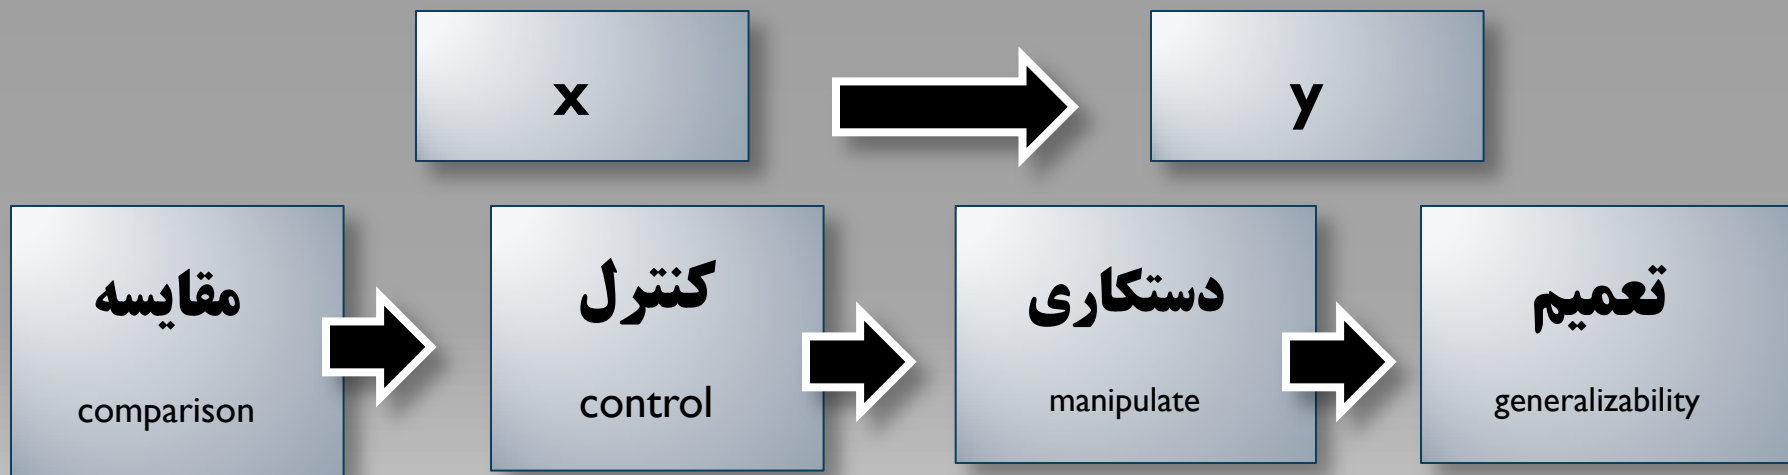 x
y
مقایسه
comparison
کنترل
control
دستکاری
manipulate
تعمیم
generalizability